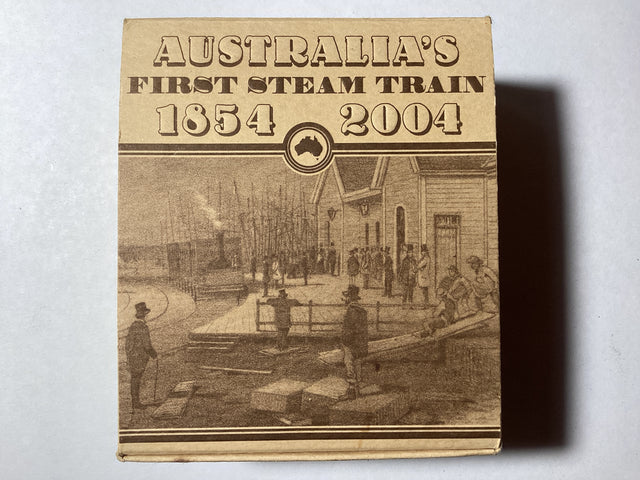 AUSTRALIA'S
FIRST STEAM TRAIN
1854 2004